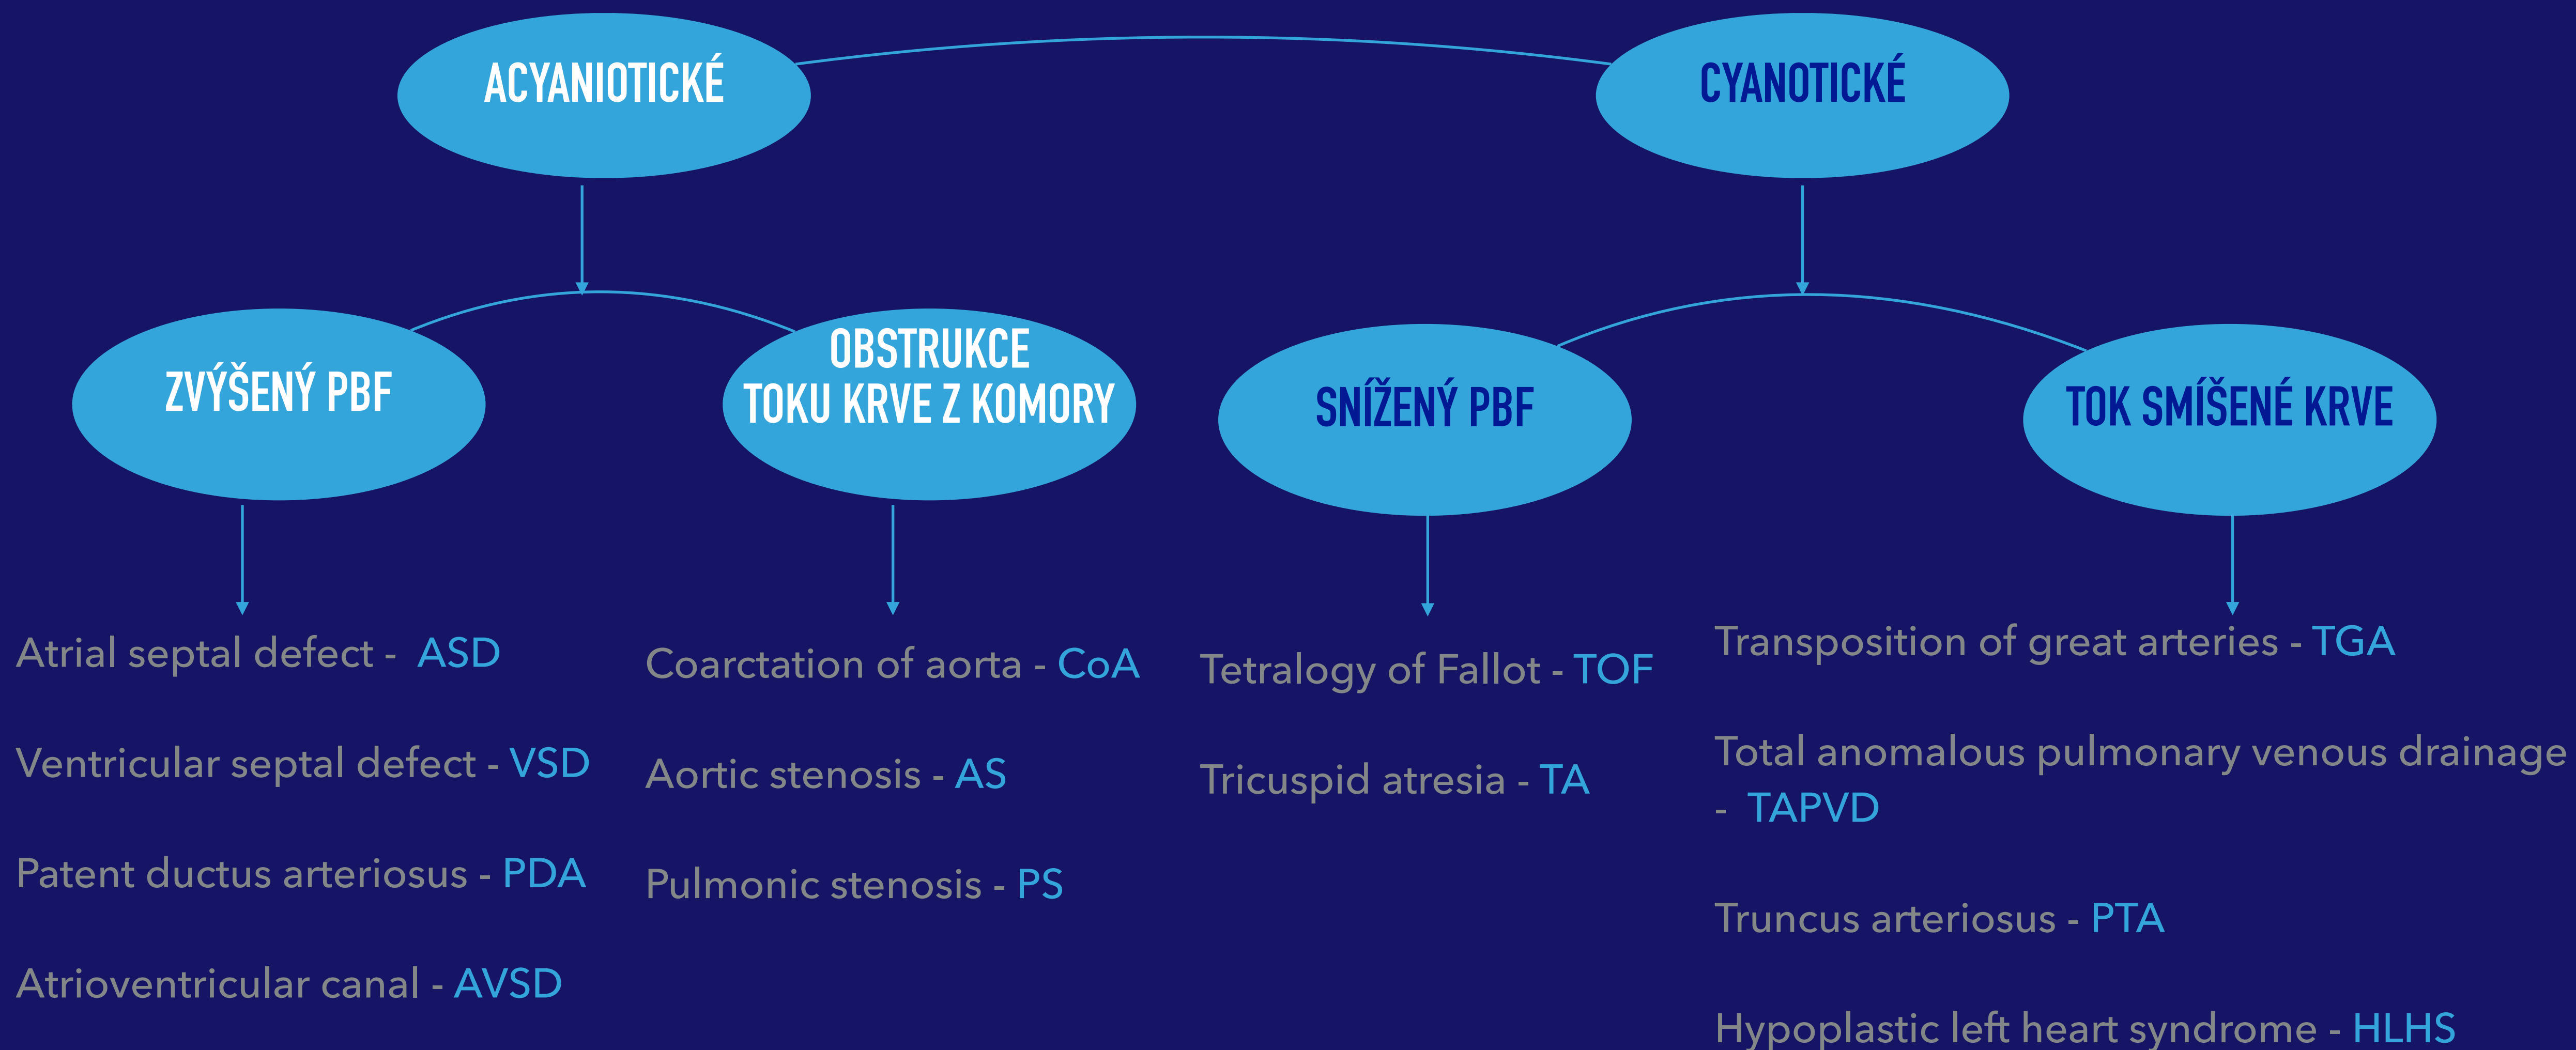 ACYANIOTICKÉ
CYANOTICKÉ
ZVÝŠENÝ PBF
OBSTRUKCE
TOKU KRVE Z KOMORY
SNÍŽENÝ PBF
TOK SMÍŠENÉ KRVE
Atrial septal defect - ASD
Ventricular septal defect - VSD
Patent ductus arteriosus - PDA
Atrioventricular canal - AVSD
Coarctation of aorta - CoA
Aortic stenosis - AS
Pulmonic stenosis - PS
Tetralogy of Fallot - TOF
Tricuspid atresia - TA
Transposition of great arteries - TGA
Total anomalous pulmonary venous drainage
- TAPVD
Truncus arteriosus - PTA
Hypoplastic left heart syndrome - HLHS